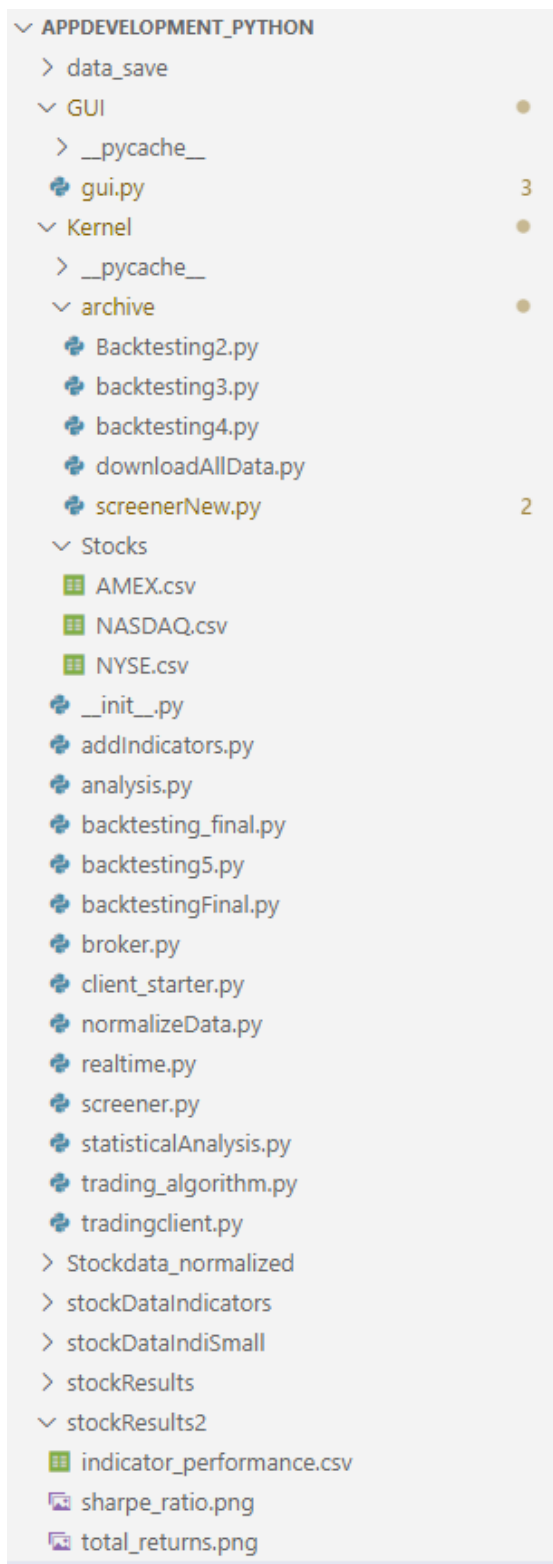 APPDEVELOPMENT_PYTHON
data_save
GUI
__pycache__
gui.py 3
Kernel
__pycache__
archive
Backtesting2.py
backtesting3.py
backtesting4.py
downloadAllData.py
screenerNew.py 2
Stocks
AMEX.csv
NASDAQ.csv
NYSE.csv
__init__.py
addIndicators.py
analysis.py
backtesting_final.py
backtesting5.py
backtestingFinal.py
broker.py
client_starter.py
normalizeData.py
realtime.py
screener.py
statisticalAnalysis.py
trading_algorithm.py
tradingclient.py
Stockdata_normalized
stockDataIndicators
stockDataIndiSmall
stockResults
stockResults2
indicator_performance.csv
sharpe_ratio.png
total_returns.png